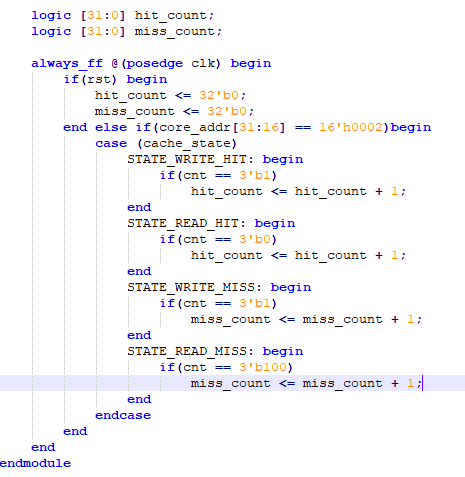 logic [31:0] hit_count;
logic [31:0] miss_count;
always_ff @(posedge clk) begin
if(rst) begin
hit_count <= 32'b0;
miss_count <= 32'b0;
end else if(core_addr[31:16] == 16'h0002)begin
case (cache_state)
STATE_WRITE_HIT: begin
if(cnt == 3'b1)
hit_count <= hit_count + 1;
end
STATE_READ_HIT: begin
if(cnt == 3'b0)
hit_count <= hit_count + 1;
end
STATE_WRITE_MISS: begin
if(cnt == 3'b1)
miss_count <= miss_count + 1;
end
STATE_READ_MISS: begin
if(cnt == 3'b100)
miss_count <= miss_count + 1;
end
endcase
end
end
endmodule